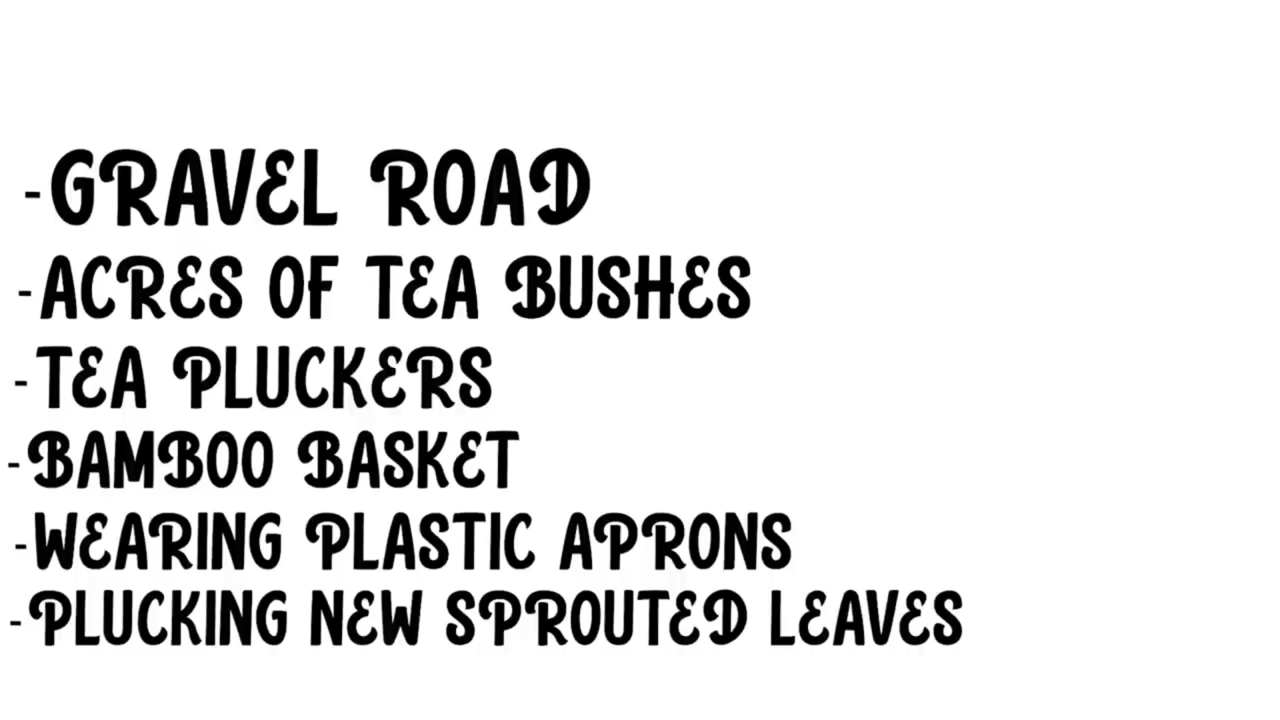 -GRAVEL ROAD
-ACRES OF TEA BUSHES
-TEA PLUCKERS
-BAMBOO BASKET
-WEARING PLASTIC APRONS
-PLUCKING NEW SPROUTED LEAVES